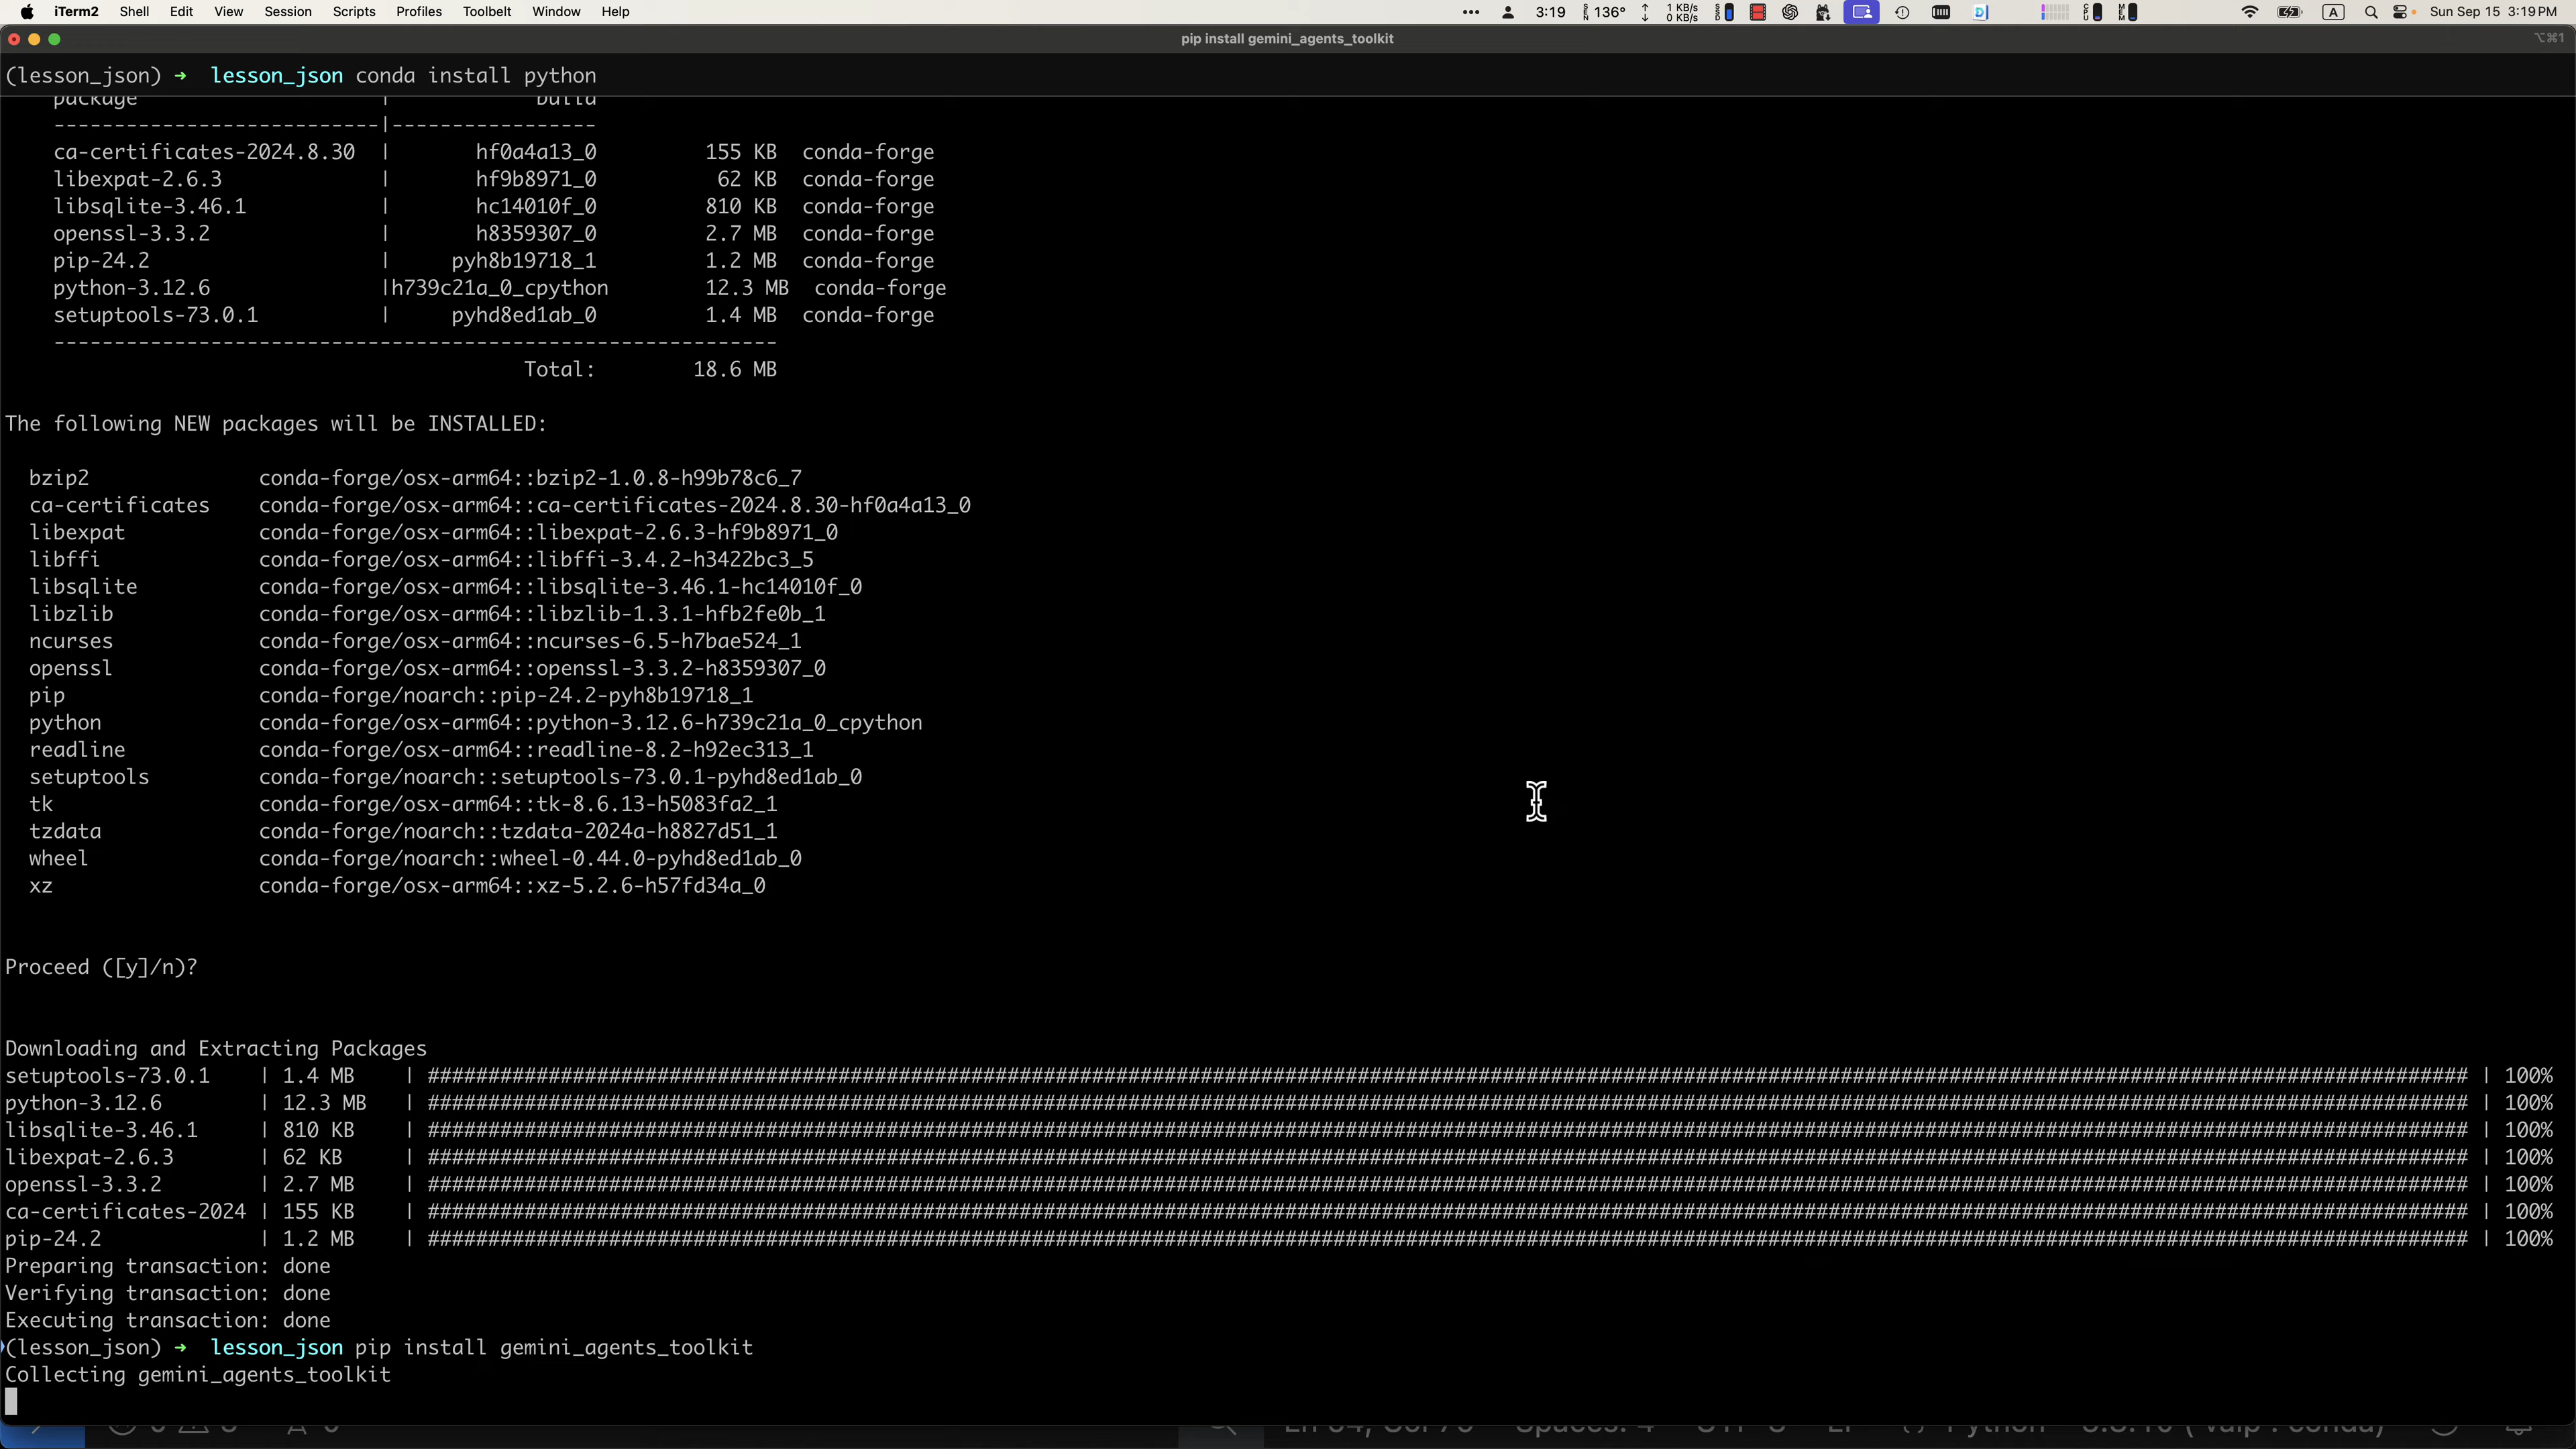 iTerm2 Shell Edit View Session Scripts Profiles Toolbelt Window Help ••• 3:19 SEN 136° 1 KB/s 0 KB/s SSD CPU MEM A Sun Sep 15 3:19 PM
pip install gemini_agents_toolkit ⌥⌘1
(lesson_json) → lesson_json conda install python
package | build
---------------------------|-----------------
ca-certificates-2024.8.30 | hf0a4a13_0 155 KB conda-forge
libexpat-2.6.3 | hf9b8971_0 62 KB conda-forge
libsqlite-3.46.1 | hc14010f_0 810 KB conda-forge
openssl-3.3.2 | h8359307_0 2.7 MB conda-forge
pip-24.2 | pyh8b19718_1 1.2 MB conda-forge
python-3.12.6 |h739c21a_0_cpython 12.3 MB conda-forge
setuptools-73.0.1 | pyhd8ed1ab_0 1.4 MB conda-forge
------------------------------------------------------------
Total: 18.6 MB
The following NEW packages will be INSTALLED:
bzip2 conda-forge/osx-arm64::bzip2-1.0.8-h99b78c6_7
ca-certificates conda-forge/osx-arm64::ca-certificates-2024.8.30-hf0a4a13_0
libexpat conda-forge/osx-arm64::libexpat-2.6.3-hf9b8971_0
libffi conda-forge/osx-arm64::libffi-3.4.2-h3422bc3_5
libsqlite conda-forge/osx-arm64::libsqlite-3.46.1-hc14010f_0
libzlib conda-forge/osx-arm64::libzlib-1.3.1-hfb2fe0b_1
ncurses conda-forge/osx-arm64::ncurses-6.5-h7bae524_1
openssl conda-forge/osx-arm64::openssl-3.3.2-h8359307_0
pip conda-forge/noarch::pip-24.2-pyh8b19718_1
python conda-forge/osx-arm64::python-3.12.6-h739c21a_0_cpython
readline conda-forge/osx-arm64::readline-8.2-h92ec313_1
setuptools conda-forge/noarch::setuptools-73.0.1-pyhd8ed1ab_0
tk conda-forge/osx-arm64::tk-8.6.13-h5083fa2_1
tzdata conda-forge/noarch::tzdata-2024a-h8827d51_1
wheel conda-forge/noarch::wheel-0.44.0-pyhd8ed1ab_0
xz conda-forge/osx-arm64::xz-5.2.6-h57fd34a_0
Proceed ([y]/n)?
Downloading and Extracting Packages
setuptools-73.0.1 | 1.4 MB | ################################ | 100%
python-3.12.6 | 12.3 MB | ################################ | 100%
libsqlite-3.46.1 | 810 KB | ################################ | 100%
libexpat-2.6.3 | 62 KB | ################################ | 100%
openssl-3.3.2 | 2.7 MB | ################################ | 100%
ca-certificates-2024 | 155 KB | ################################ | 100%
pip-24.2 | 1.2 MB | ################################ | 100%
Preparing transaction: done
Verifying transaction: done
Executing transaction: done
(lesson_json) → lesson_json pip install gemini_agents_toolkit
Collecting gemini_agents_toolkit